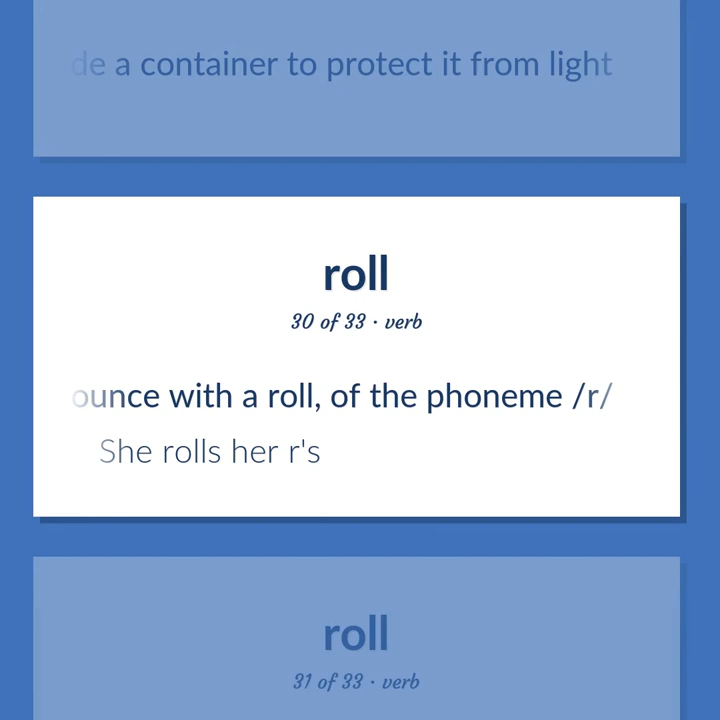 de a container to protect it from light
roll
30 of 33 · verb
ounce with a roll, of the phoneme /r/
She rolls her r's
roll
31 of 33 · verb